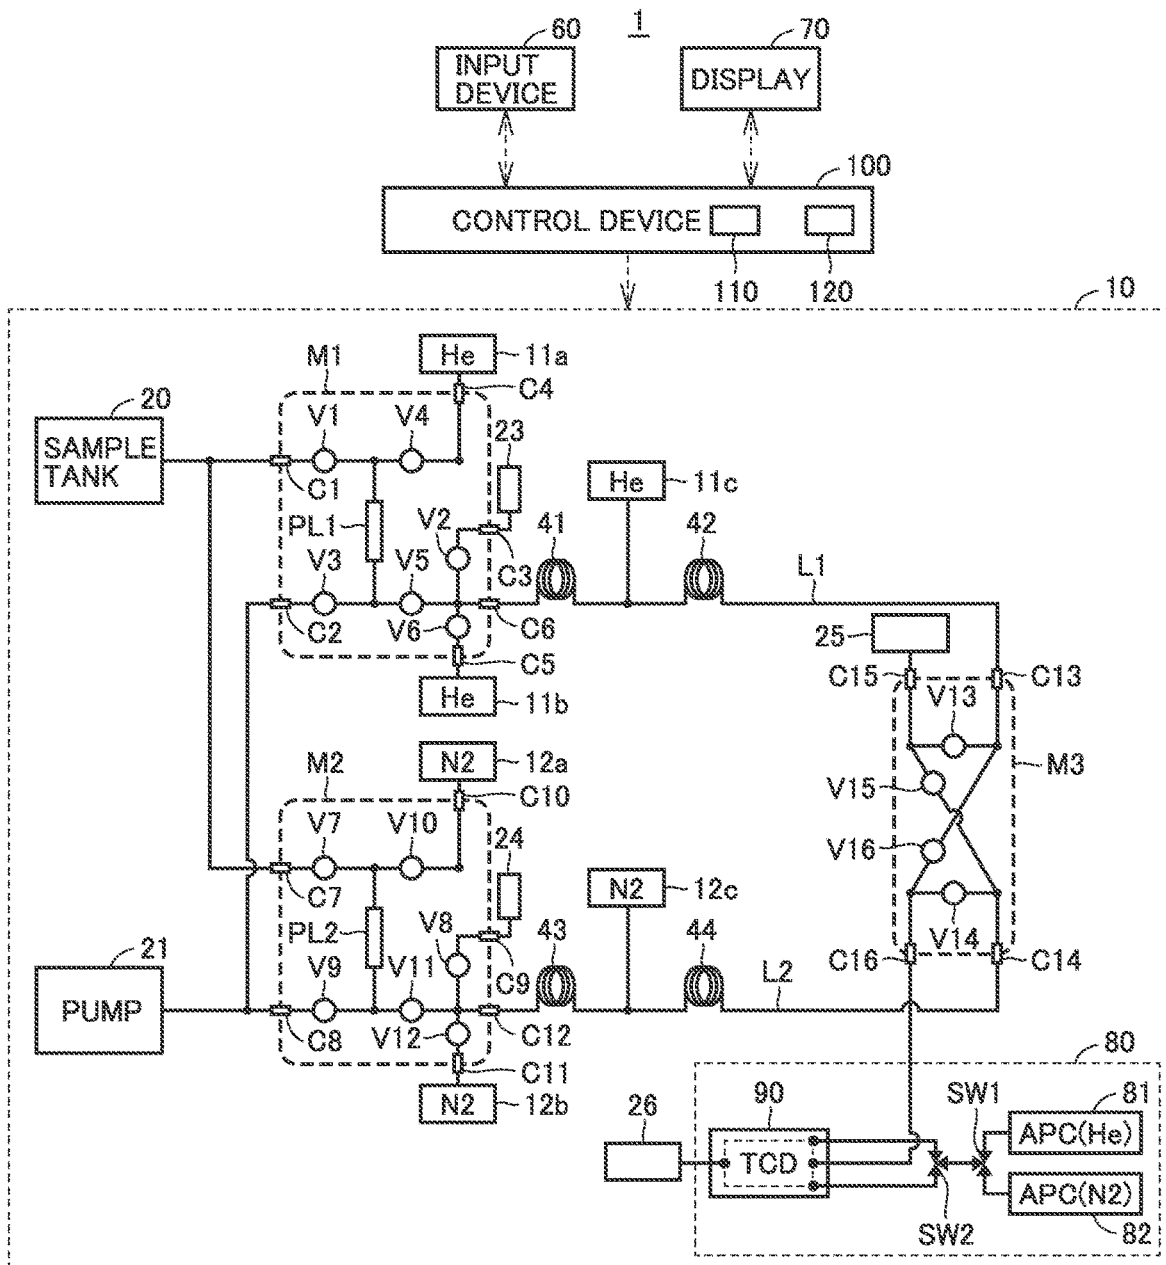 1
60
70
INPUT
DEVICE
DISPLAY
100
CONTROL DEVICE
110
120
10
He
11a
M1
C4
20
V1
V4
23
SAMPLE
TANK
C1
He
11c
PL1
V2
41
42
V3
V5
C3
L1
C2
V6
C6
25
C5
C15
C13
He
11b
V13
N2
12a
M2
C10
M3
V15
V7
V10
24
V16
C7
N2
12c
PL2
V8
V14
21
43
44
C16
C14
V9
V11
C9
L2
PUMP
C8
V12
C12
C11
80
N2
12b
26
90
SW1
81
TCD
APC(He)
APC(N2)
SW2
82